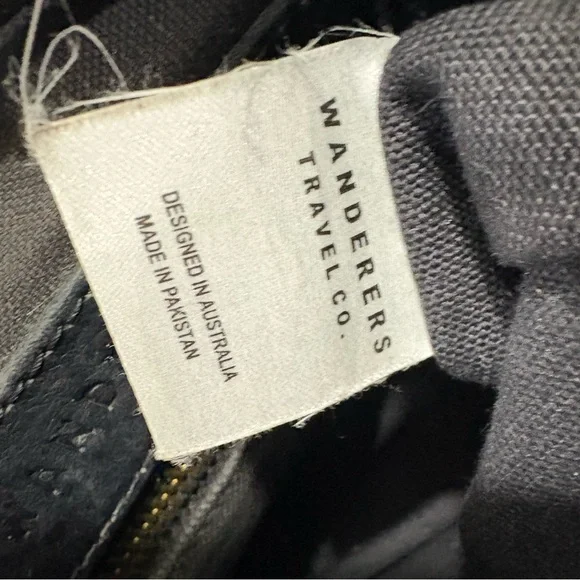 WANDERERS
TRAVEL CO.
DESIGNED IN AUSTRALIA
MADE IN PAKISTAN